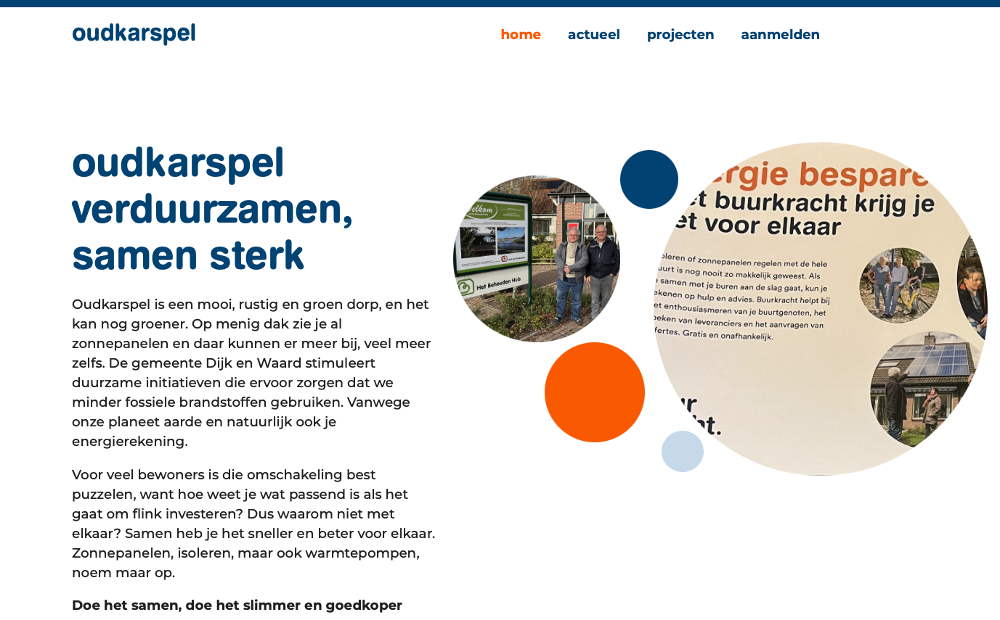 oudkarspel
home actueel projecten aanmelden
oudkarspel
verduurzamen,
samen sterk
Oudkarspel is een mooi, rustig en groen dorp, en het
kan nog groener. Op menig dak zie je al
zonnepanelen en daar kunnen er meer bij, veel meer
zelfs. De gemeente Dijk en Waard stimuleert
duurzame initiatieven die ervoor zorgen dat we
minder fossiele brandstoffen gebruiken. Vanwege
onze planeet aarde en natuurlijk ook je
energierekening.
Voor veel bewoners is die omschakeling best
puzzelen, want hoe weet je wat passend is als het
gaat om flink investeren? Dus waarom niet met
elkaar? Samen heb je het sneller en beter voor elkaar.
Zonnepanelen, isoleren, maar ook warmtepompen,
noem maar op.
Doe het samen, doe het slimmer en goedkoper
elkom
Het Behouden Huis
rgie bespare
et buurkracht krijg je
et voor elkaar
oleren of zonnepanelen regelen met de hele
uurt is nog nooit zo makkelijk geweest. Als
e samen met je buren aan de slag gaat, kun je
ekenen op hulp en advies. Buurkracht helpt bij
et enthousiasmeren van je buurtgenoten, het
oeken van leveranciers en het aanvragen van
fertes. Gratis en onafhankelijk.
ur
ht.